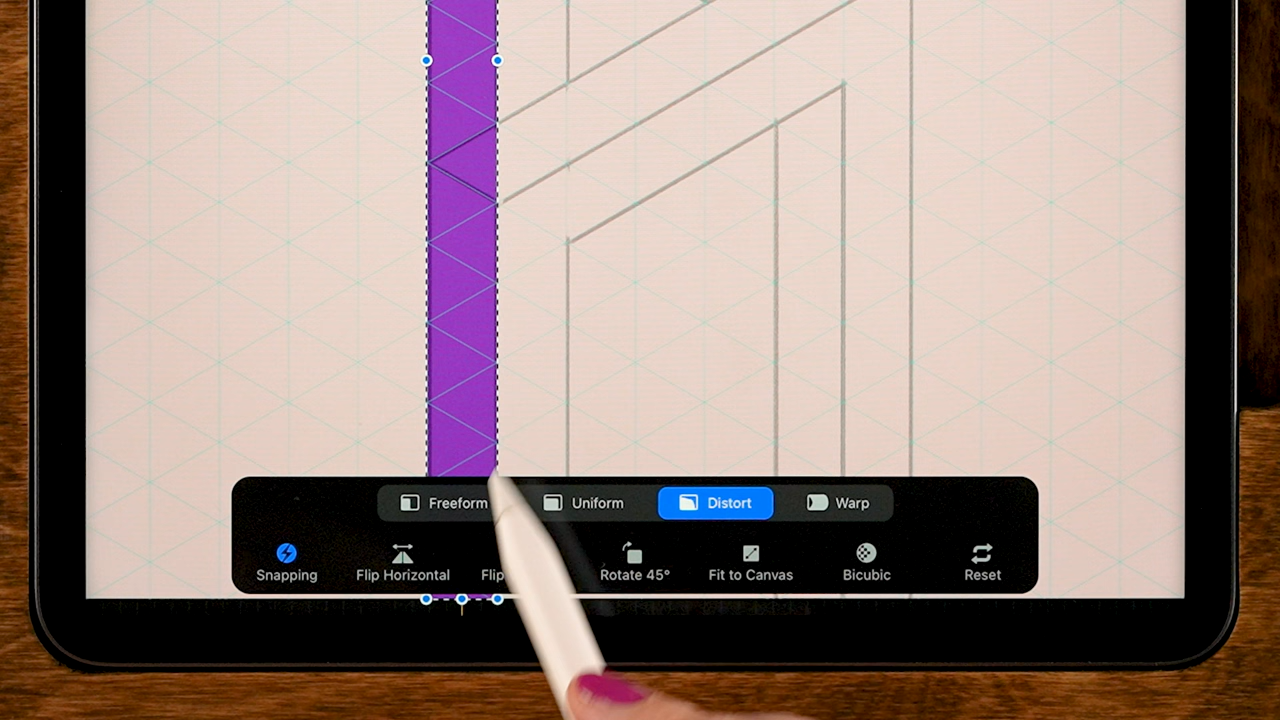 Freeform Uniform Distort Warp
Snapping Flip Horizontal Flip Rotate 45° Fit to Canvas Bicubic Reset